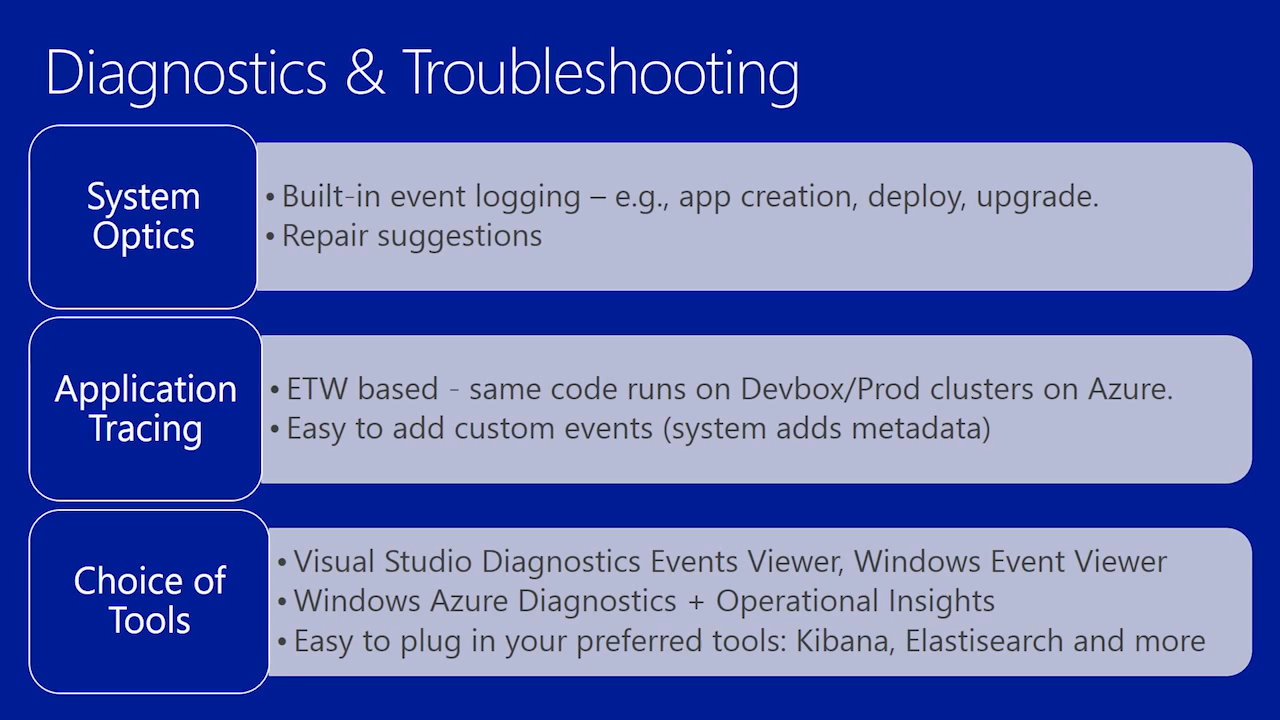 Diagnostics & Troubleshooting
System
Optics
• Built-in event logging – e.g., app creation, deploy, upgrade.
• Repair suggestions
Application
Tracing
• ETW based - same code runs on Devbox/Prod clusters on Azure.
• Easy to add custom events (system adds metadata)
Choice of
Tools
• Visual Studio Diagnostics Events Viewer, Windows Event Viewer
• Windows Azure Diagnostics + Operational Insights
• Easy to plug in your preferred tools: Kibana, Elastisearch and more